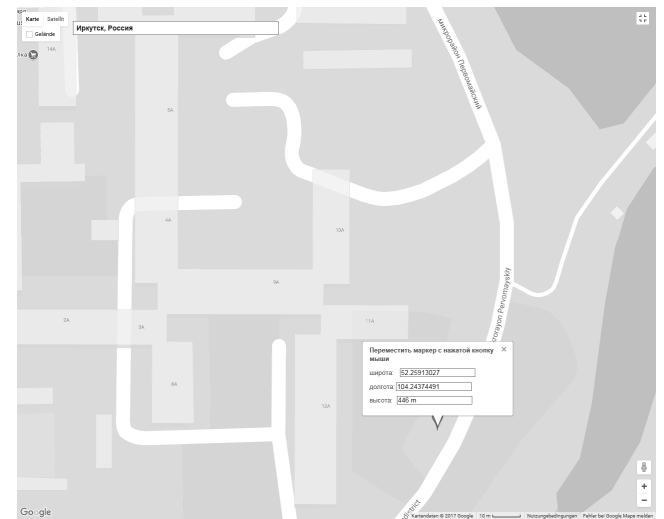 Karte Satellit
Иркутск, Россия
Gelände
14A
5A
микрорайон Первомайский
4A
10A
9A
rorayon Pervomayskiy
2A
3A
11A
Переместить маркер с нажатой кнопку
мыши
широта: 52.25913027
долгота: 104.24374491
высота: 446 m
6A
12A
district
Google
Kartendaten © 2017 Google 10 m Nutzungsbedingungen Fehler bei Google Maps melden